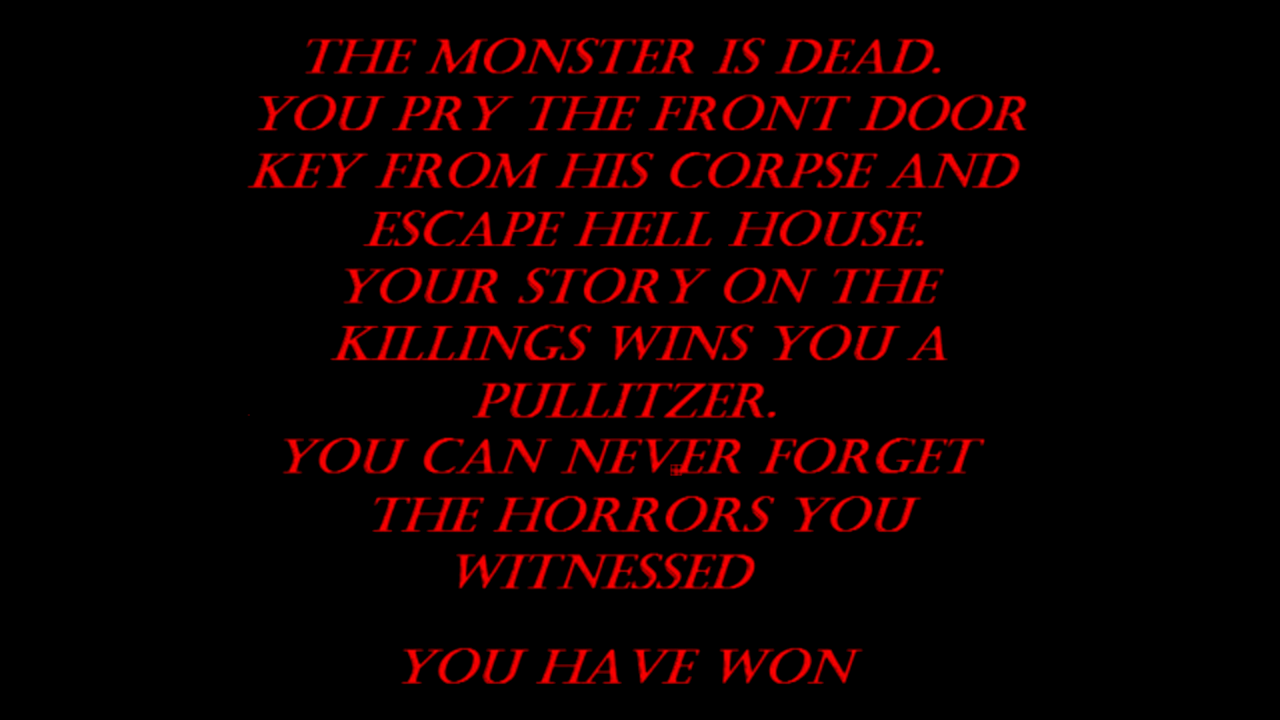 THE MONSTER IS DEAD.
YOU PRY THE FRONT DOOR
KEY FROM HIS CORPSE AND
ESCAPE HELL HOUSE.
YOUR STORY ON THE
KILLINGS WINS YOU A
PULLITZER.
YOU CAN NEVER FORGET
THE HORRORS YOU
WITNESSED
YOU HAVE WON